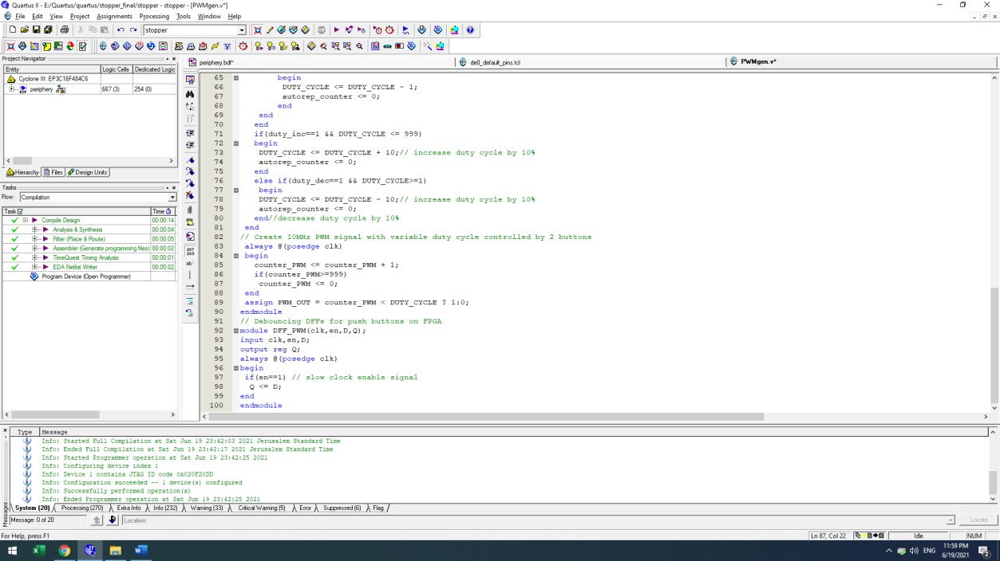 Quartus II - E:/Quartus/quartus/stopper_final/stopper - stopper - [PWMgen.v*]
File Edit View Project Assignments Processing Tools Window Help
stopper
Project Navigator
Entity Logic Cells Dedicated Logic
Cyclone III: EP3C16F484C6
periphery 667 (3) 254 (0)
Hierarchy Files Design Units
Tasks
Flow: Compilation
Task Time
Compile Design 00:00:14
Analysis & Synthesis 00:00:04
Fitter (Place & Route) 00:00:05
Assembler (Generate programming files) 00:00:02
TimeQuest Timing Analysis 00:00:01
EDA Netlist Writer 00:00:02
Program Device (Open Programmer)
periphery.bdf* de0_default_pins.tcl PWMgen.v*
65 begin
66 DUTY_CYCLE <= DUTY_CYCLE - 1;
67 autorep_counter <= 0;
68 end
69 end
70 end
71 if(duty_inc==1 && DUTY_CYCLE <= 999)
72 begin
73 DUTY_CYCLE <= DUTY_CYCLE + 10;// increase duty cycle by 10%
74 autorep_counter <= 0;
75 end
76 else if(duty_dec==1 && DUTY_CYCLE>=1)
77 begin
78 DUTY_CYCLE <= DUTY_CYCLE - 10;// increase duty cycle by 10%
79 autorep_counter <= 0;
80 end//decrease duty cycle by 10%
81 end
82 // Create 10MHz PWM signal with variable duty cycle controlled by 2 buttons
83 always @(posedge clk)
84 begin
85 counter_PWM <= counter_PWM + 1;
86 if(counter_PWM>=999)
87 counter_PWM <= 0;
88 end
89 assign PWM_OUT = counter_PWM < DUTY_CYCLE ? 1:0;
90 endmodule
91 // Debouncing DFFs for push buttons on FPGA
92 module DFF_PWM(clk,en,D,Q);
93 input clk,en,D;
94 output reg Q;
95 always @(posedge clk)
96 begin
97 if(en==1) // slow clock enable signal
98 Q <= D;
99 end
100 endmodule
267
268
ab/
Type Message
Info: Started Full Compilation at Sat Jun 19 23:42:03 2021 Jerusalem Standard Time
Info: Ended Full Compilation at Sat Jun 19 23:42:17 2021 Jerusalem Standard Time
Info: Started Programmer operation at Sat Jun 19 23:42:25 2021
Info: Configuring device index 1
Info: Device 1 contains JTAG ID code 0x020F20DD
Info: Configuration succeeded -- 1 device(s) configured
Info: Successfully performed operation(s)
Info: Ended Programmer operation at Sat Jun 19 23:42:25 2021
System (20) Processing (270) Extra Info Info (232) Warning (33) Critical Warning (5) Error Suppressed (6) Flag
Messages
Message: 0 of 20 Location: Locate
For Help, press F1 Ln 87, Col 22 Idle NUM
ENG 11:59 PM
6/19/2021
2